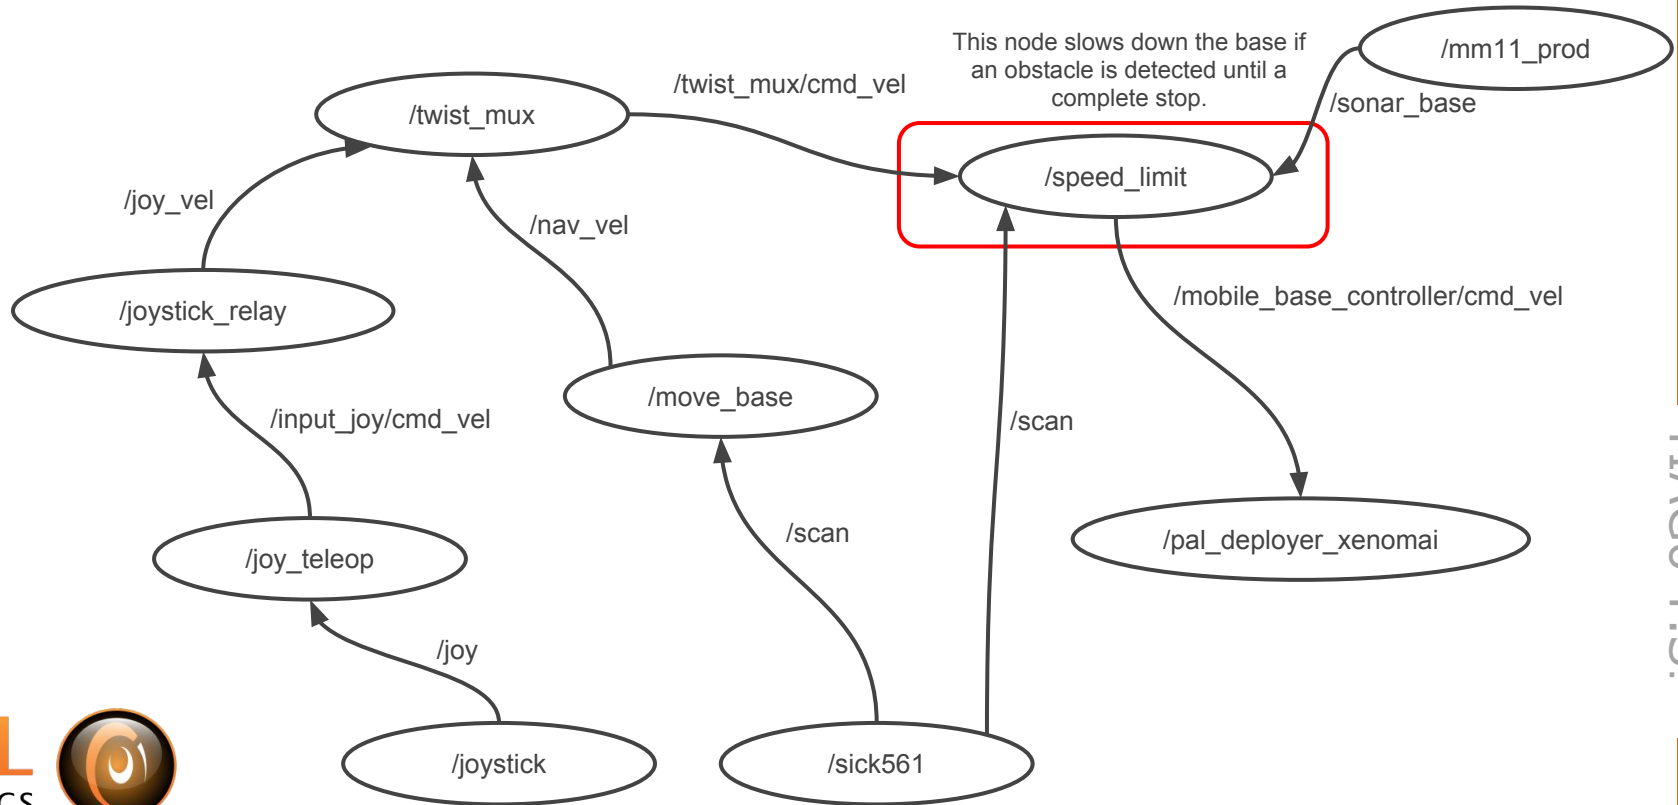 This node slows down the base if
an obstacle is detected until a
complete stop.
/mm11_prod
/twist_mux/cmd_vel
/sonar_base
/twist_mux
/speed_limit
/joy_vel
/nav_vel
/joystick_relay
/mobile_base_controller/cmd_vel
/move_base
/input_joy/cmd_vel
/scan
/scan
/pal_deployer_xenomai
/joy_teleop
/joy
/joystick
/sick561
L
CS